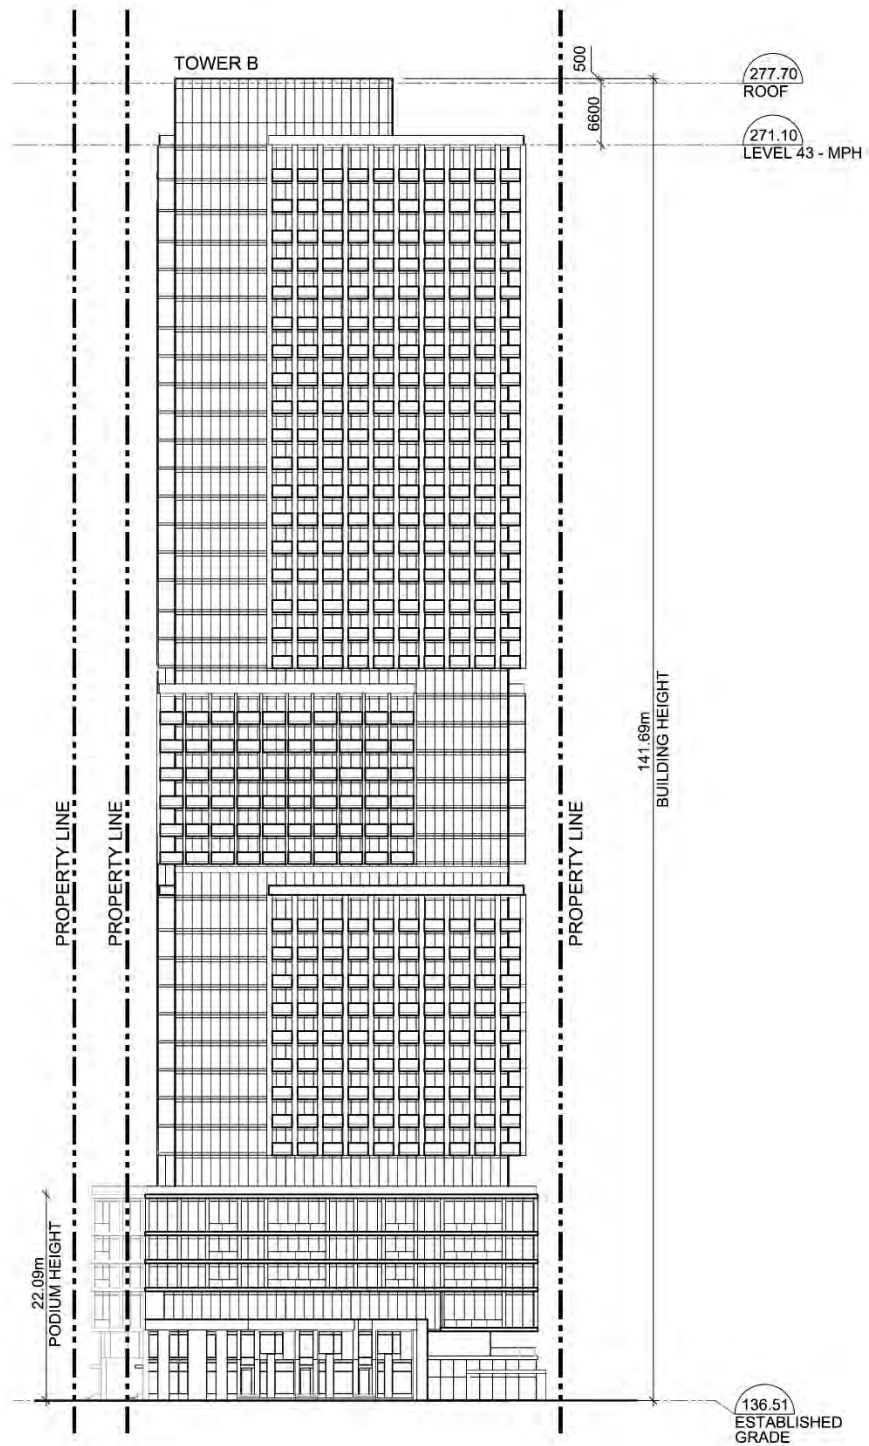 TOWER B
500
6600
277.70
ROOF
271.10
LEVEL 43 - MPH
141.69m
BUILDING HEIGHT
PROPERTY LINE
PROPERTY LINE
PROPERTY LINE
22.09m
PODIUM HEIGHT
136.51
ESTABLISHED
GRADE